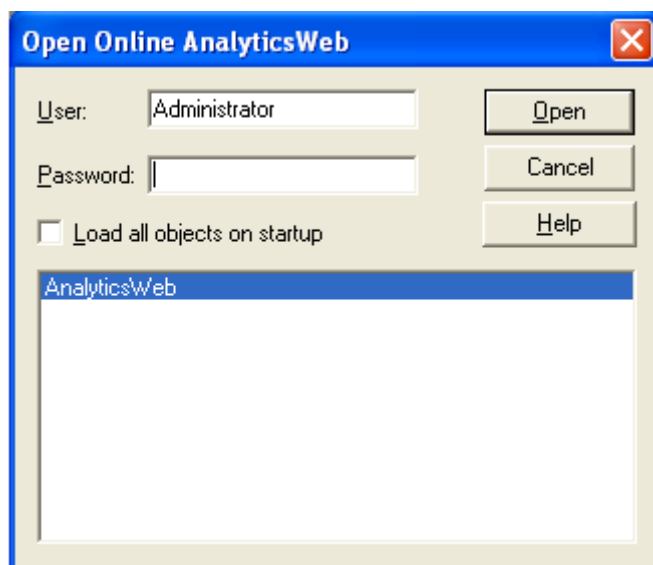 Open Online AnalyticsWeb
User: Administrator Open
Password: Cancel
Load all objects on startup Help
AnalyticsWeb